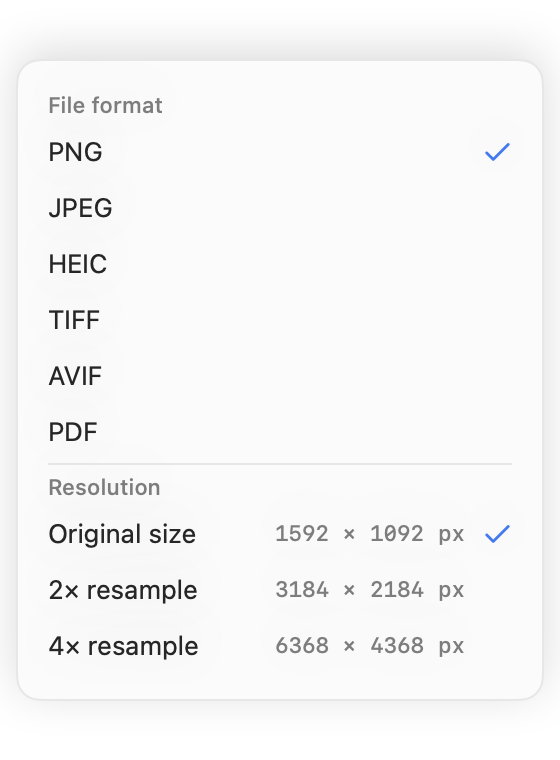 File format
PNG
JPEG
HEIC
TIFF
AVIF
PDF
Resolution
Original size 1592 × 1092 px
2× resample 3184 × 2184 px
4× resample 6368 × 4368 px